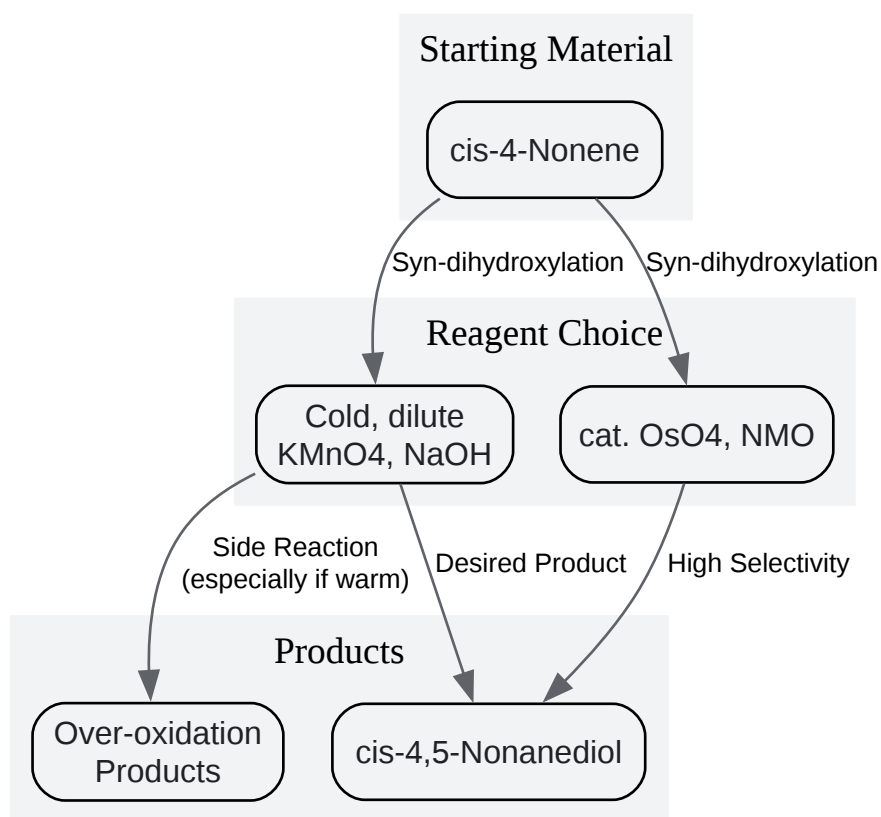 Starting Material
cis-4-Nonene
Syn-dihydroxylation
Syn-dihydroxylation
Reagent Choice
Cold, dilute
KMnO4, NaOH
cat. OsO4, NMO
Side Reaction
(especially if warm)
Desired Product
High Selectivity
Products
Over-oxidation
Products
cis-4,5-Nonanediol